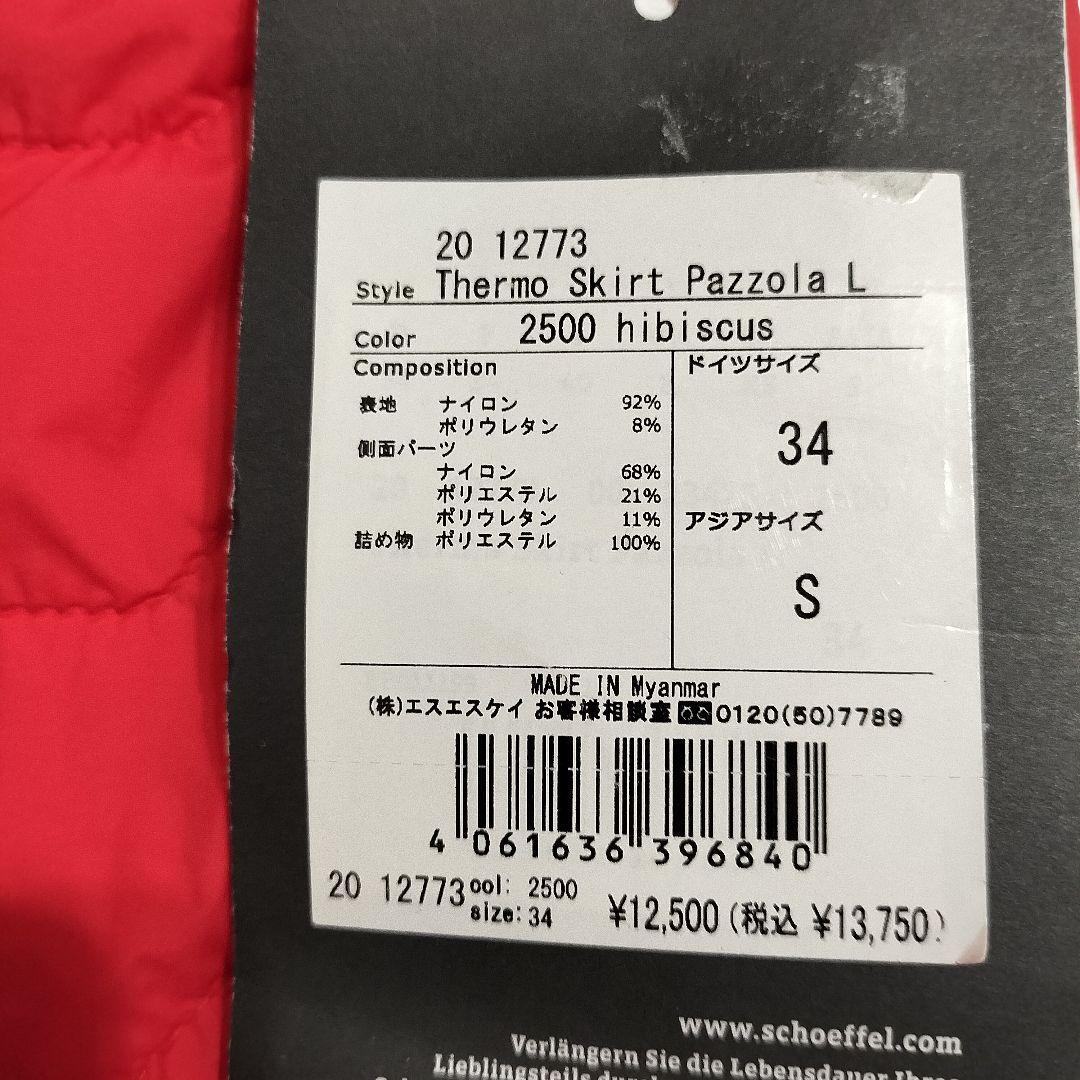 20 12773
Style Thermo Skirt Pazzola L
Color 2500 hibiscus
Composition
表地 ナイロン 92%
ポリウレタン 8%
側面パーツ
ナイロン 68%
ポリエステル 21%
ポリウレタン 11%
詰め物 ポリエステル 100%
ドイツサイズ
34
アジアサイズ
S
MADE IN Myanmar
(株)エスエスケイ お客様相談室 0120(50)7789
4 061636 396840
20 12773 col: 2500
size: 34
¥12,500 (税込 ¥13,750)
www.schoeffel.com
Verlängern Sie die Lebensdauer Ihres
Lieblingsteils